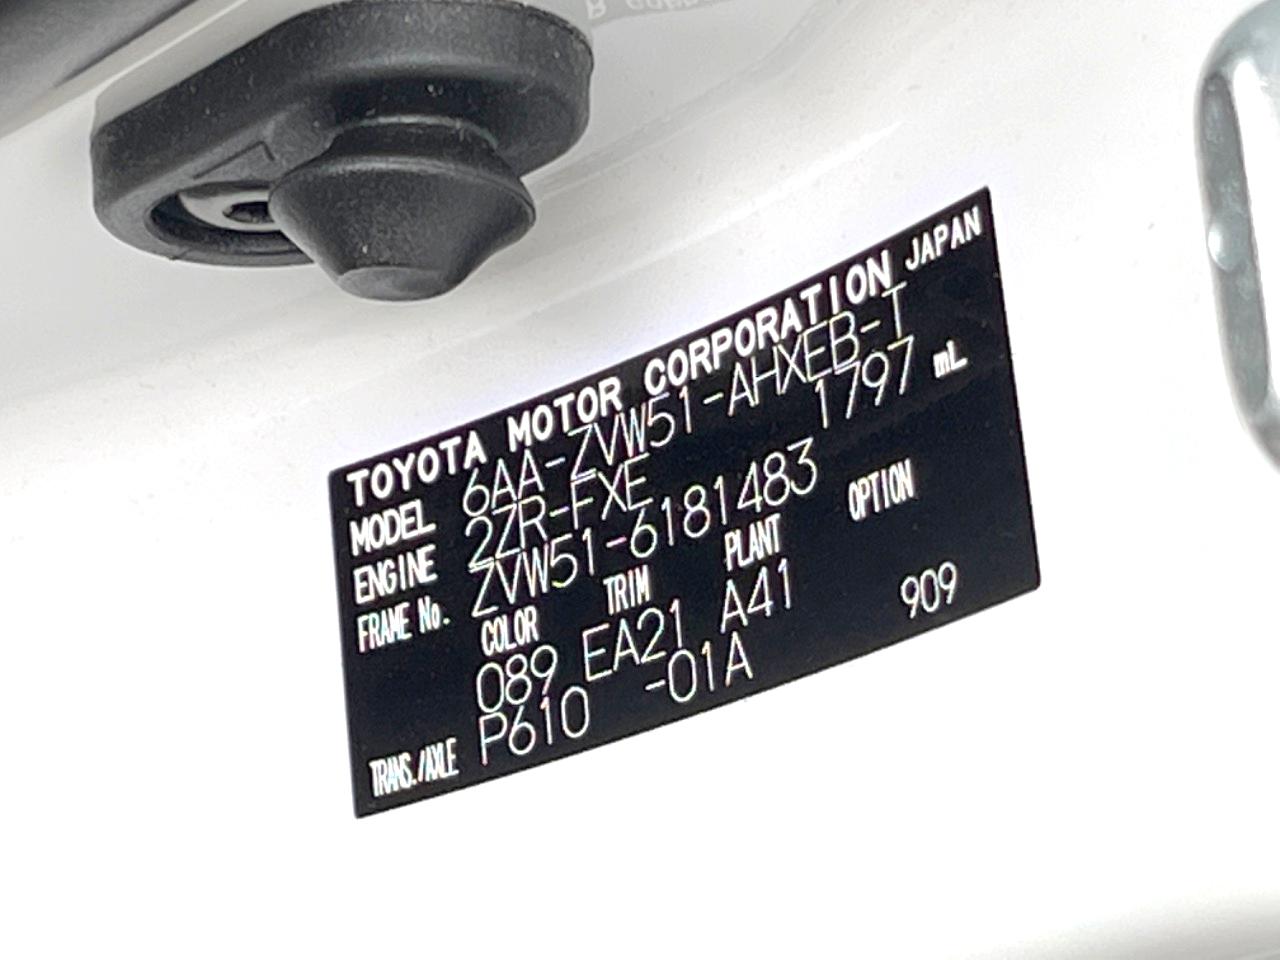 TOYOTA MOTOR CORPORATION JAPAN
MODEL 6AA-ZVW51-AHXEB-T
ENGINE 2ZR-FXE 1797 mL
FRAME No. ZVW51-6181483
COLOR TRIM PLANT OPTION
089 EA21 A41 909
TRANS./AXLE P610 -01A